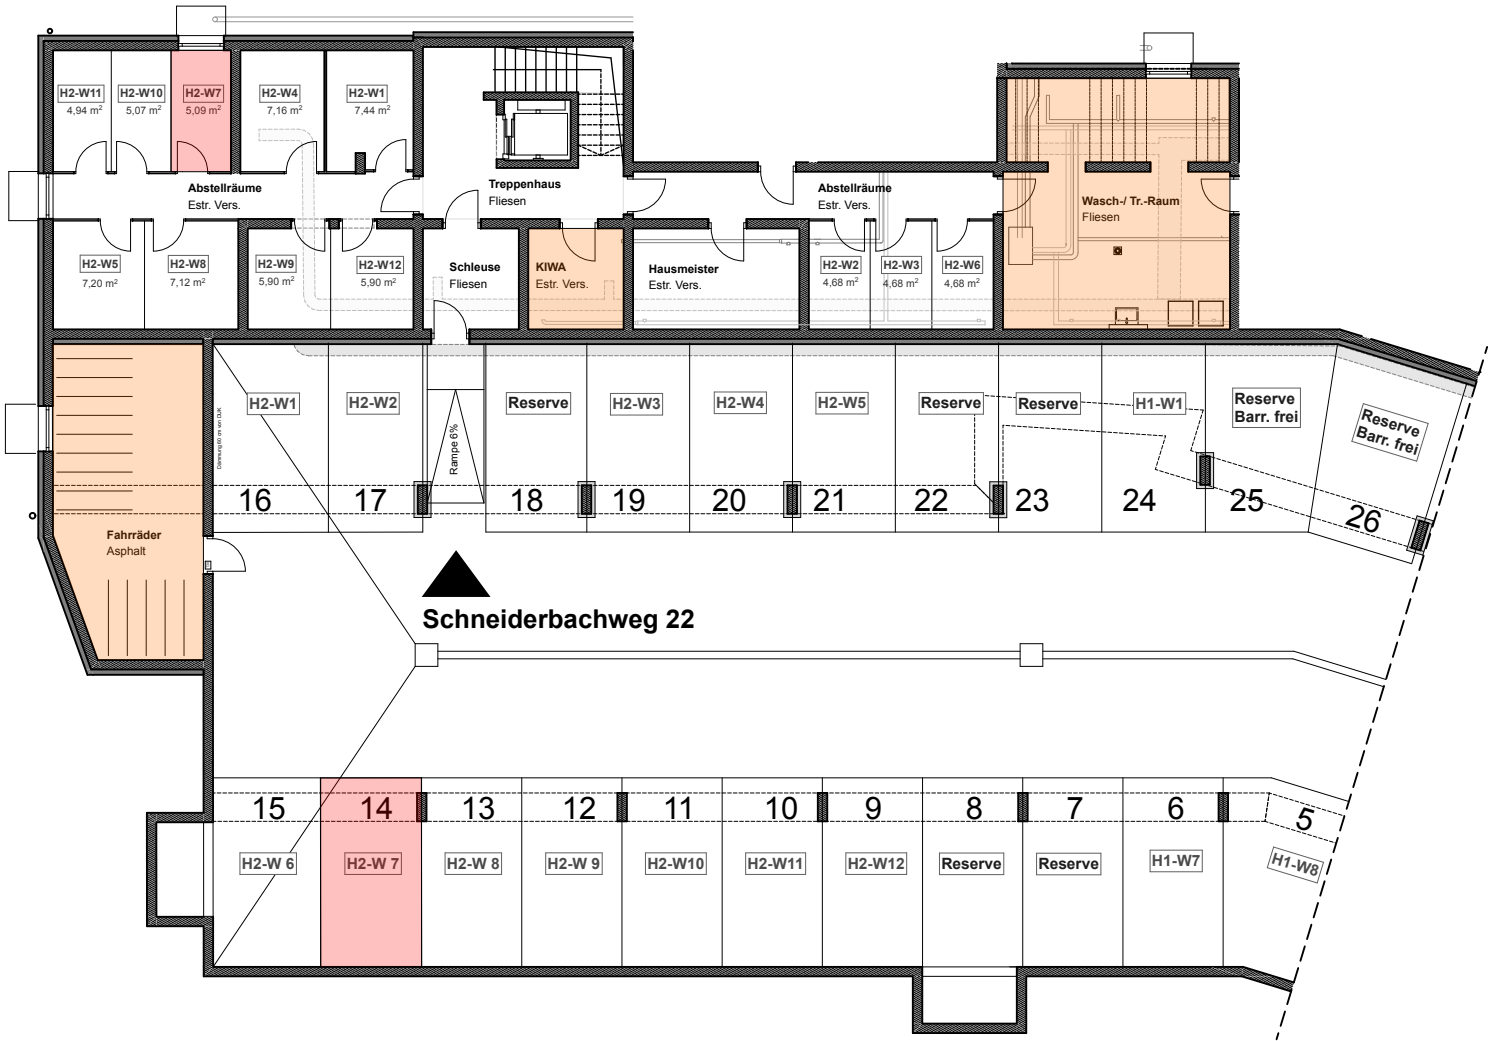 H2-W11
4,94 m²
H2-W10
5,07 m²
H2-W7
5,09 m²
H2-W4
7,16 m²
H2-W1
7,44 m²
Abstellräume
Estr. Vers.
Treppenhaus
Fliesen
Abstellräume
Estr. Vers.
Wasch-/ Tr.-Raum
Fliesen
H2-W5
7,20 m²
H2-W8
7,12 m²
H2-W9
5,90 m²
H2-W12
5,90 m²
Schleuse
Fliesen
KIWA
Estr. Vers.
Hausmeister
Estr. Vers.
H2-W2
4,68 m²
H2-W3
4,68 m²
H2-W6
4,68 m²
H2-W1
H2-W2
Rampe 6%
Reserve
H2-W3
H2-W4
H2-W5
Reserve
Reserve
H1-W1
Reserve
Barr. frei
Reserve
Barr. frei
16
17
18
19
20
21
22
23
24
25
26
Fahrräder
Asphalt
Schneiderbachweg 22
15
14
13
12
11
10
9
8
7
6
5
H2-W 6
H2-W 7
H2-W 8
H2-W 9
H2-W10
H2-W11
H2-W12
Reserve
Reserve
H1-W7
H1-W8